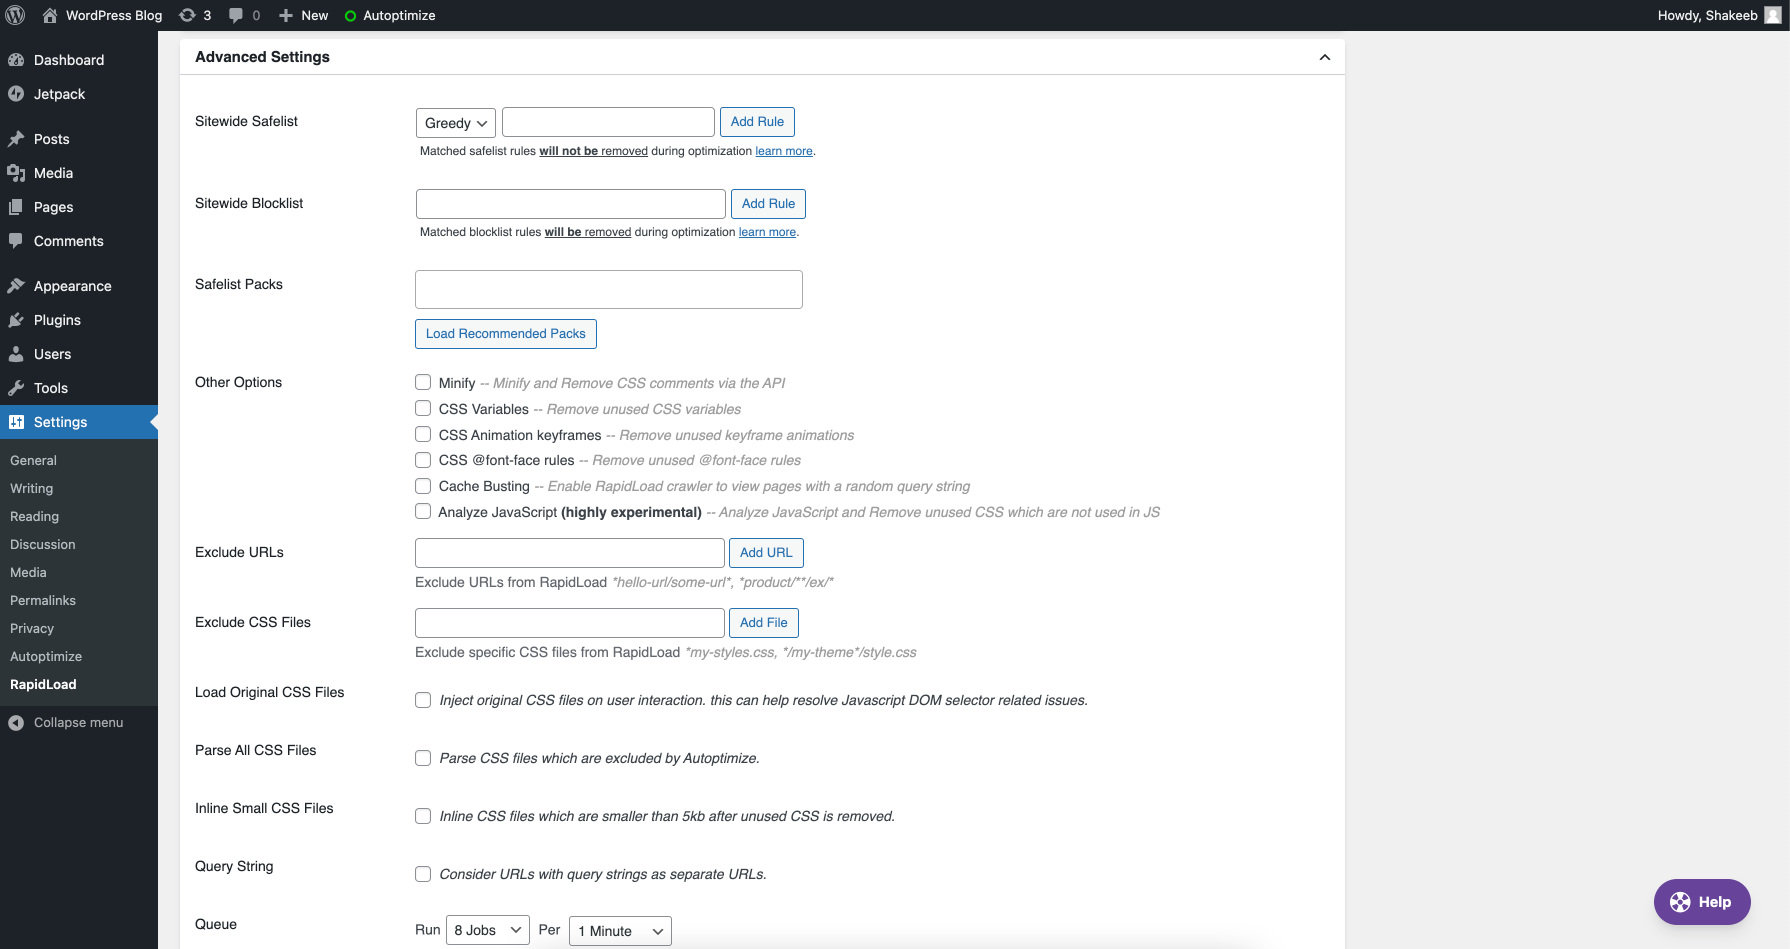 WordPress Blog 3 0 New Autoptimize Howdy, Shakeeb
Dashboard
Jetpack
Posts
Media
Pages
Comments
Appearance
Plugins
Users
Tools
Settings
General
Writing
Reading
Discussion
Media
Permalinks
Privacy
Autoptimize
RapidLoad
Collapse menu
Advanced Settings
Sitewide Safelist Greedy Add Rule
Matched safelist rules will not be removed during optimization learn more.
Sitewide Blocklist Add Rule
Matched blocklist rules will be removed during optimization learn more.
Safelist Packs
Load Recommended Packs
Other Options
Minify -- Minify and Remove CSS comments via the API
CSS Variables -- Remove unused CSS variables
CSS Animation keyframes -- Remove unused keyframe animations
CSS @font-face rules -- Remove unused @font-face rules
Cache Busting -- Enable RapidLoad crawler to view pages with a random query string
Analyze JavaScript (highly experimental) -- Analyze JavaScript and Remove unused CSS which are not used in JS
Exclude URLs Add URL
Exclude URLs from RapidLoad *hello-url/some-url*, *product/**/ex/*
Exclude CSS Files Add File
Exclude specific CSS files from RapidLoad *my-styles.css, */my-theme*/style.css
Load Original CSS Files
Inject original CSS files on user interaction. this can help resolve Javascript DOM selector related issues.
Parse All CSS Files
Parse CSS files which are excluded by Autoptimize.
Inline Small CSS Files
Inline CSS files which are smaller than 5kb after unused CSS is removed.
Query String
Consider URLs with query strings as separate URLs.
Queue
Run 8 Jobs Per 1 Minute
Help